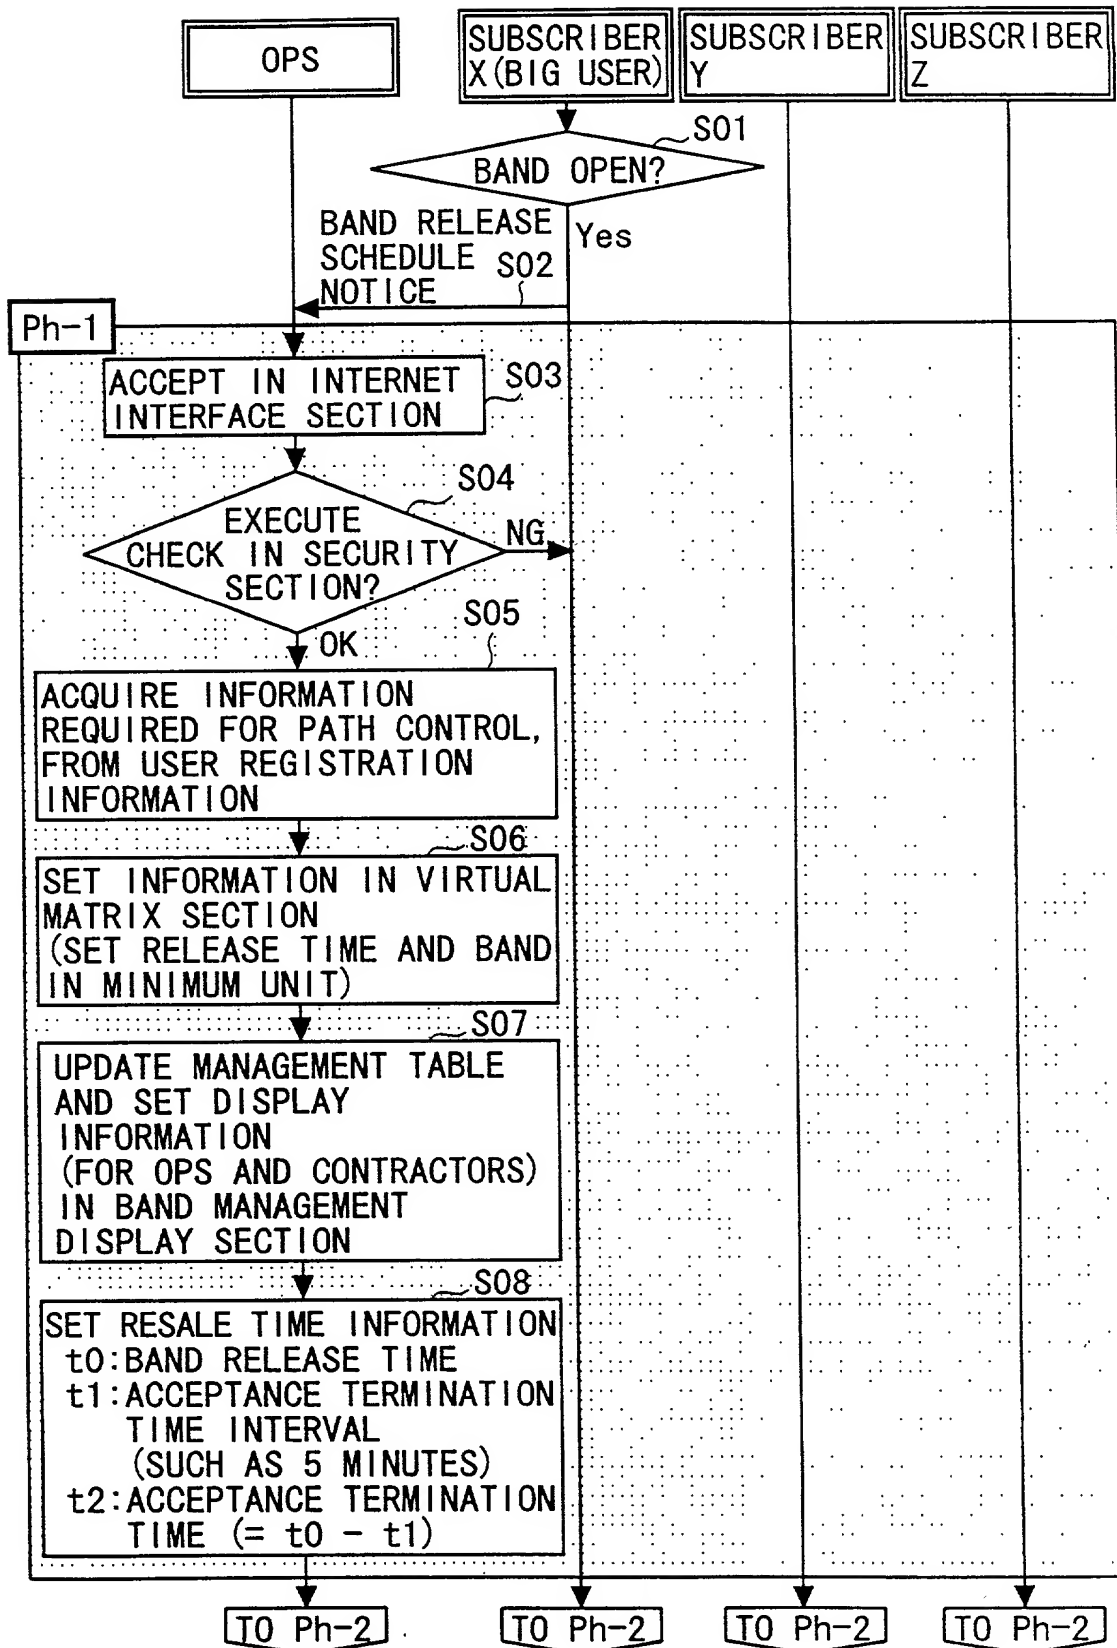 OPS
SUBSCRIBER
X(BIG USER)
SUBSCRIBER
Y
SUBSCRIBER
Z
S01
BAND OPEN?
BAND RELEASE
SCHEDULE
NOTICE
S02
Yes
Ph-1
ACCEPT IN INTERNET
INTERFACE SECTION
S03
S04
EXECUTE
CHECK IN SECURITY
SECTION?
NG
OK
S05
ACQUIRE INFORMATION
REQUIRED FOR PATH CONTROL,
FROM USER REGISTRATION
INFORMATION
S06
SET INFORMATION IN VIRTUAL
MATRIX SECTION
(SET RELEASE TIME AND BAND
IN MINIMUM UNIT)
S07
UPDATE MANAGEMENT TABLE
AND SET DISPLAY
INFORMATION
(FOR OPS AND CONTRACTORS)
IN BAND MANAGEMENT
DISPLAY SECTION
S08
SET RESALE TIME INFORMATION
t0:BAND RELEASE TIME
t1:ACCEPTANCE TERMINATION
TIME INTERVAL
(SUCH AS 5 MINUTES)
t2:ACCEPTANCE TERMINATION
TIME (= t0 - t1)
TO Ph-2
TO Ph-2
TO Ph-2
TO Ph-2